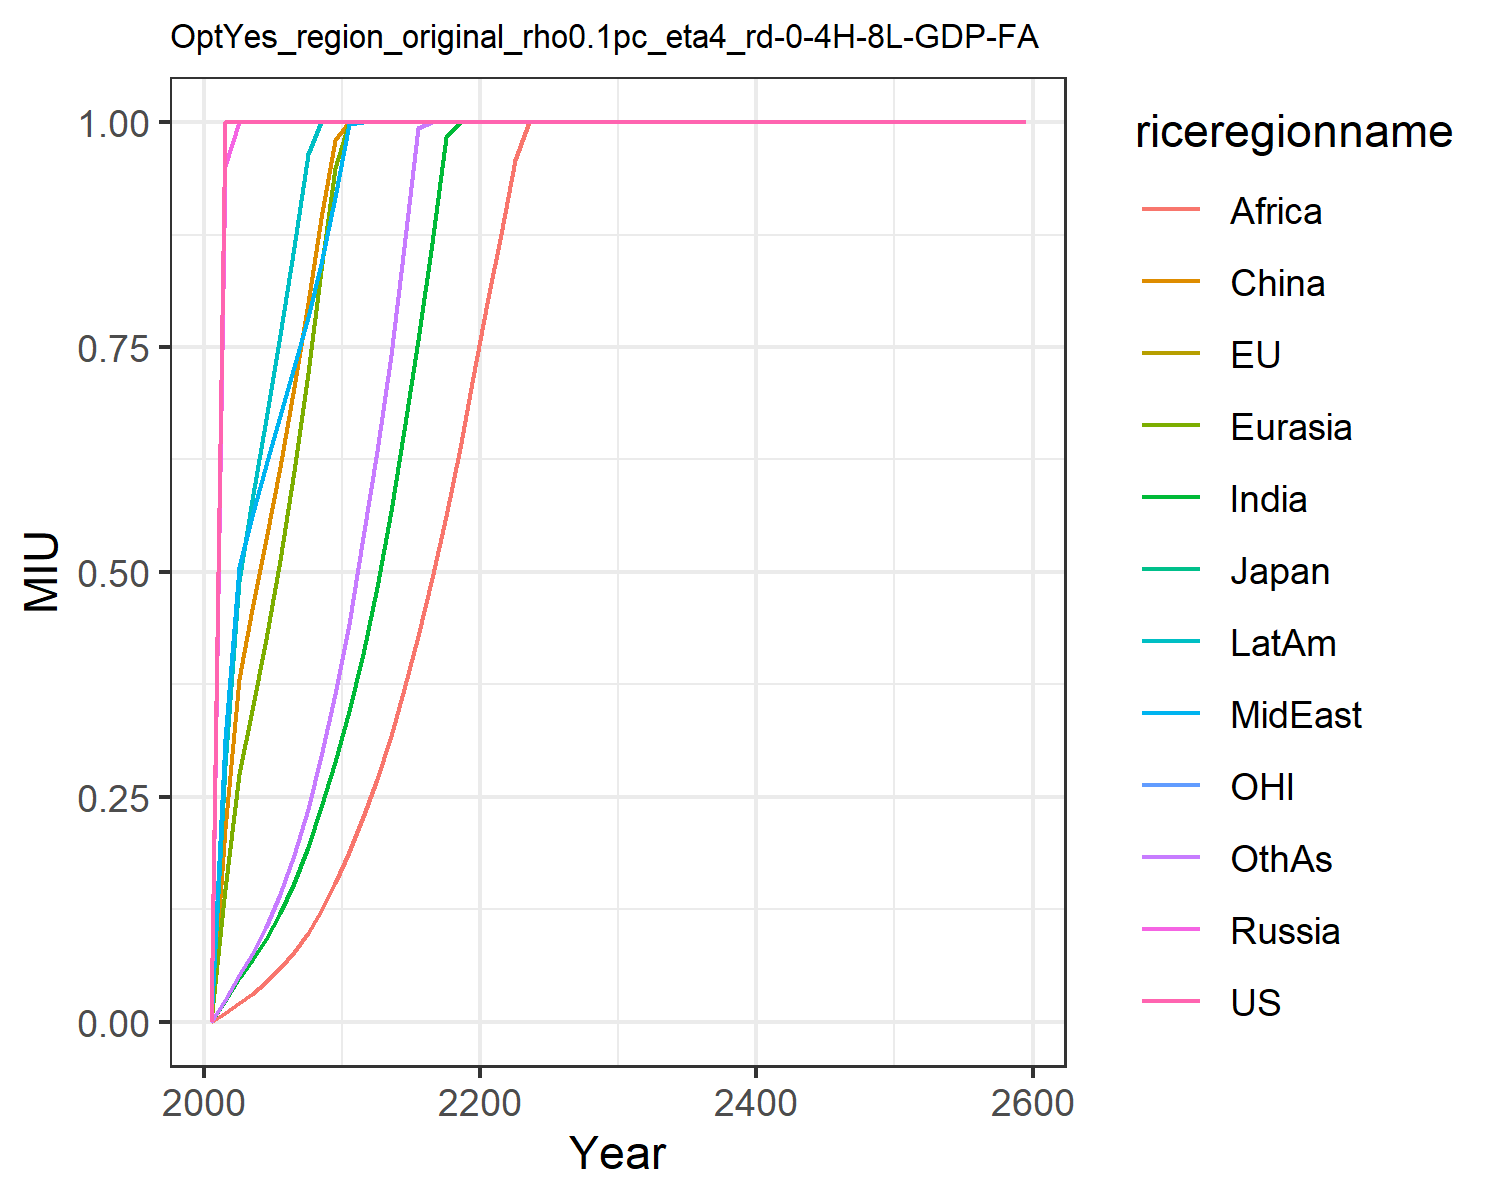 OptYes_region_original_rho0.1pc_eta4_rd-0-4H-8L-GDP-FA
1.00
0.75
0.50
0.25
0.00
MIU
2000
2200
2400
2600
Year
riceregionname
Africa
China
EU
Eurasia
India
Japan
LatAm
MidEast
OHI
OthAs
Russia
US